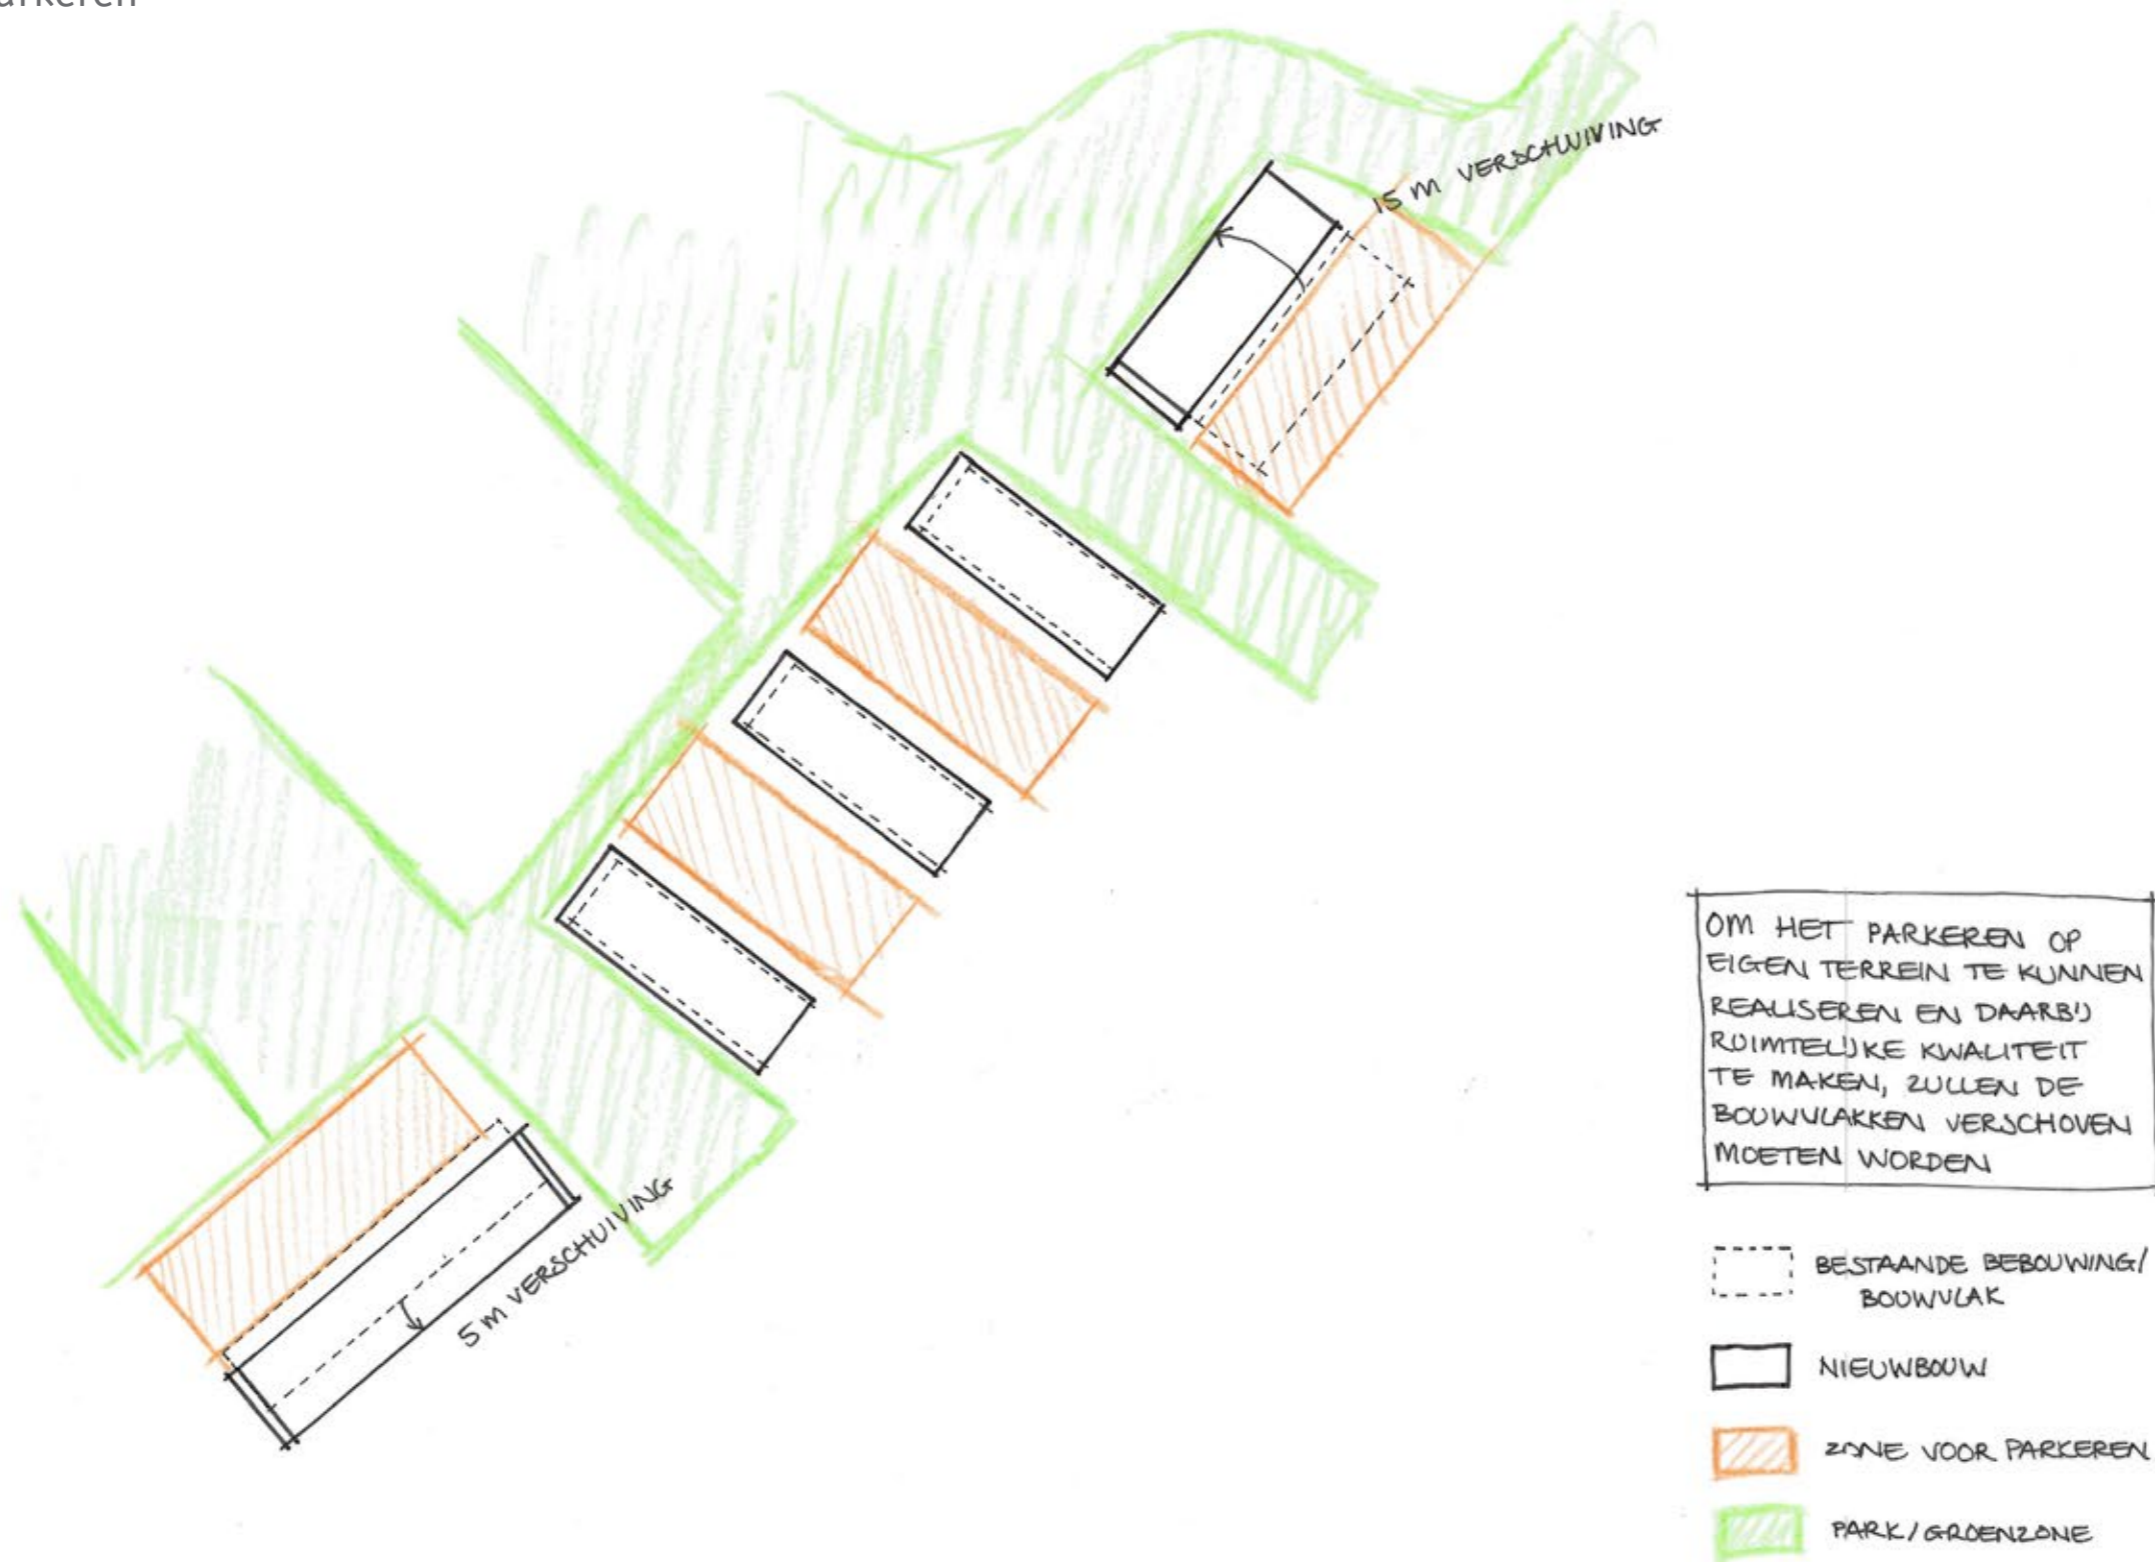 arkeren
15 M VERSCHUIVING
5 M VERSCHUIVING
OM HET PARKEREN OP
EIGEN TERREIN TE KUNNEN
REALISEREN EN DAARBIJ
RUIMTELIJKE KWALITEIT
TE MAKEN, ZULLEN DE
BOUWVLAKKEN VERSCHOVEN
MOETEN WORDEN
BESTAANDE BEBOUWING/
BOUWVLAK
NIEUWBOUW
ZONE VOOR PARKEREN
PARK/GROENZONE